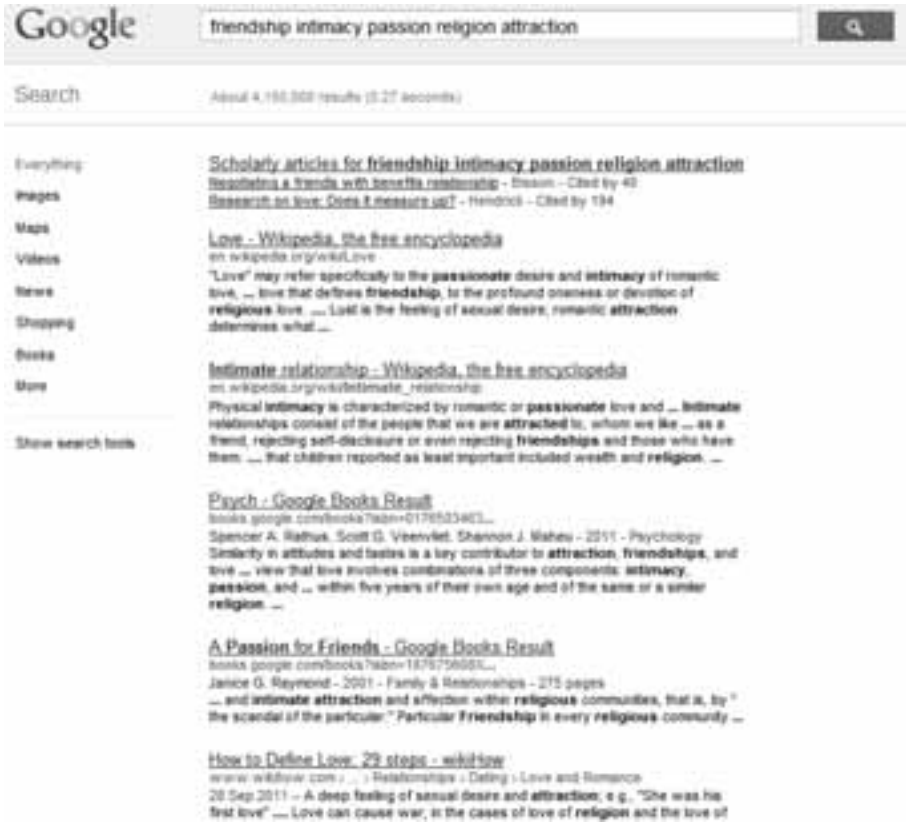 Google
friendship intimacy passion religion attraction
Search
About 4,150,000 results (0.27 seconds)
Everything
Images
Maps
Videos
News
Shopping
Books
More
Show search tools
Scholarly articles for friendship intimacy passion religion attraction
Negotiating a friends with benefits relationship - Bisson - Cited by 40
Research on love: Does it measure up? - Hendrick - Cited by 194
Love - Wikipedia, the free encyclopedia
en.wikipedia.org/wiki/Love
"Love" may refer specifically to the passionate desire and intimacy of romantic
love, ... love that defines friendship, to the profound oneness or devotion of
religious love. .... Lust is the feeling of sexual desire; romantic attraction
determines what ...
Intimate relationship - Wikipedia, the free encyclopedia
en.wikipedia.org/wiki/Intimate_relationship
Physical intimacy is characterized by romantic or passionate love and ... Intimate
relationships consist of the people that we are attracted to, whom we like ... as a
friend, rejecting self-disclosure or even rejecting friendships and those who have
them. .... that children reported as least important included wealth and religion. ...
Psych - Google Books Result
books.google.com/books?isbn=0176503463...
Spencer A. Rathus, Scott G. Veenvliet, Shannon J. Maheu - 2011 - Psychology
Similarity in attitudes and tastes is a key contributor to attraction, friendships, and
love ... view that love involves combinations of three components: intimacy,
passion, and ... within five years of their own age and of the same or a similar
religion. ...
A Passion for Friends - Google Books Result
Janice G. Raymond - 2001 - Family & Relationships - 275 pages
... and intimate attraction and affection within religious communities, that is, by "
the scandal of the particular." Particular Friendship in every religious community ...
How to Define Love: 29 steps - wikiHow
www.wikihow.com › ... › Relationships › Dating › Love and Romance
28 Sep 2011 – A deep feeling of sexual desire and attraction; e.g., "She was his
first love" .... Love can cause war, in the cases of love of religion and the love of